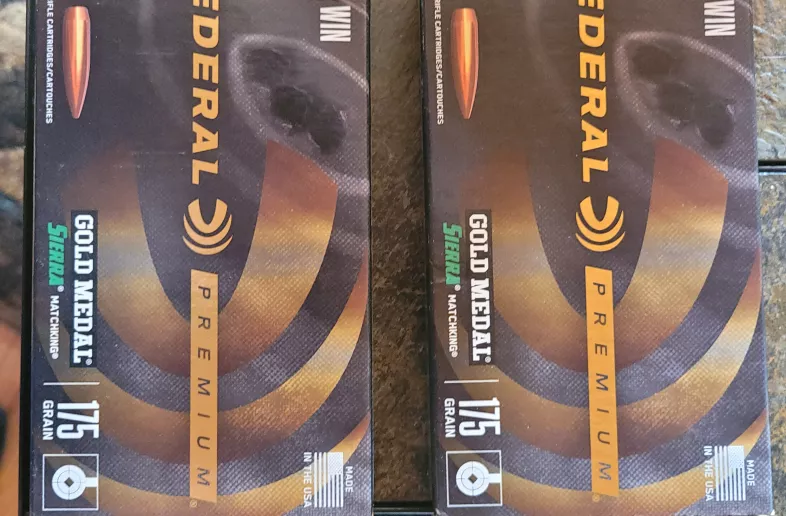 WIN
EDERAL
PREMIUM
RIFLE CARTRIDGES/CARTOUCHES
GOLD MEDAL®
SIERRA® MATCHKING®
175
GRAIN
MADE
IN THE USA
WIN
EDERAL
PREMIUM
RIFLE CARTRIDGES/CARTOUCHES
GOLD MEDAL®
SIERRA® MATCHKING®
175
GRAIN
MADE
IN THE USA